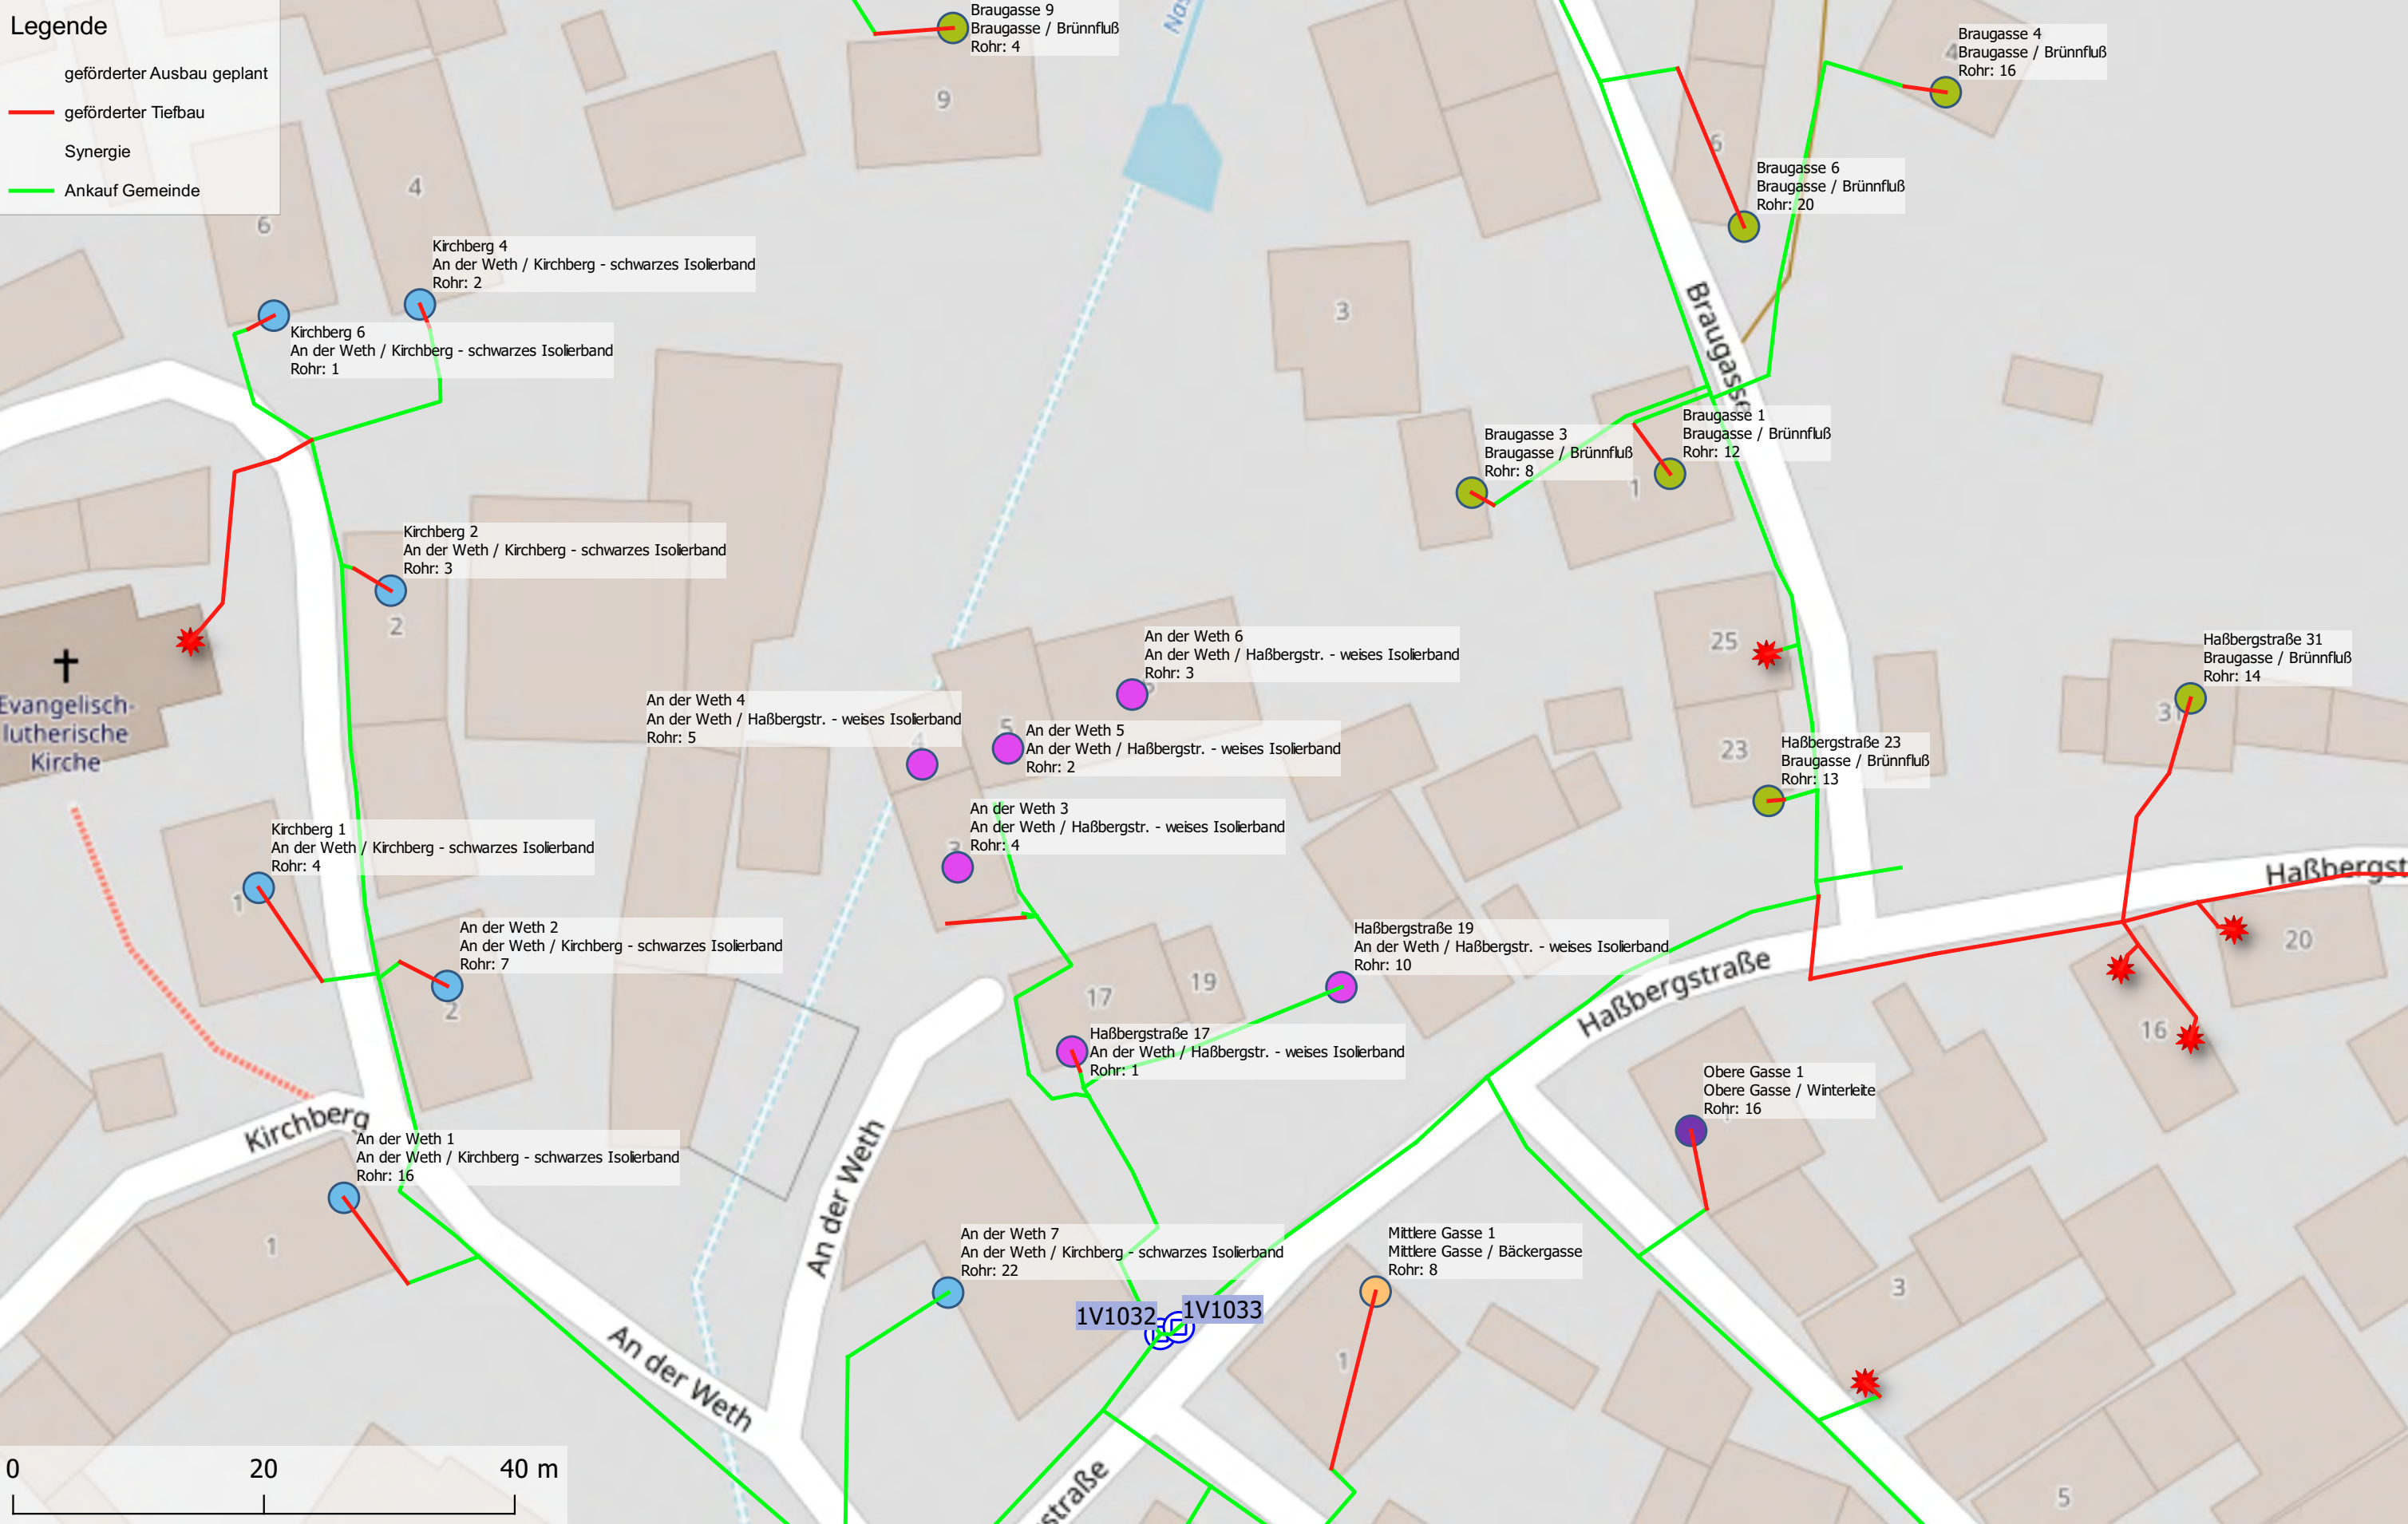 Legende
geförderter Ausbau geplant
geförderter Tiefbau
Synergie
Ankauf Gemeinde
Braugasse 9
Braugasse / Brünnfluß
Rohr: 4
9
Braugasse 4
Braugasse / Brünnfluß
Rohr: 16
4
6
Braugasse 6
Braugasse / Brünnfluß
Rohr: 20
4
6
Kirchberg 4
An der Weth / Kirchberg - schwarzes Isolierband
Rohr: 2
Kirchberg 6
An der Weth / Kirchberg - schwarzes Isolierband
Rohr: 1
3
Braugasse
Braugasse 1
Braugasse / Brünnfluß
Rohr: 12
Braugasse 3
Braugasse / Brünnfluß
Rohr: 8
1
Kirchberg 2
An der Weth / Kirchberg - schwarzes Isolierband
Rohr: 3
2
Evangelisch-
lutherische
Kirche
An der Weth 6
An der Weth / Haßbergstr. - weises Isolierband
Rohr: 3
25
Haßbergstraße 31
Braugasse / Brünnfluß
Rohr: 14
31
An der Weth 4
An der Weth / Haßbergstr. - weises Isolierband
Rohr: 5
4
5
An der Weth 5
An der Weth / Haßbergstr. - weises Isolierband
Rohr: 2
23
Haßbergstraße 23
Braugasse / Brünnfluß
Rohr: 13
An der Weth 3
An der Weth / Haßbergstr. - weises Isolierband
Rohr: 4
3
Kirchberg 1
An der Weth / Kirchberg - schwarzes Isolierband
Rohr: 4
1
Haßbergst
An der Weth 2
An der Weth / Kirchberg - schwarzes Isolierband
Rohr: 7
2
Haßbergstraße 19
An der Weth / Haßbergstr. - weises Isolierband
Rohr: 10
17
19
Haßbergstraße
20
16
Haßbergstraße 17
An der Weth / Haßbergstr. - weises Isolierband
Rohr: 1
Obere Gasse 1
Obere Gasse / Winterleite
Rohr: 16
Kirchberg
An der Weth 1
An der Weth / Kirchberg - schwarzes Isolierband
Rohr: 16
1
An der Weth
An der Weth 7
An der Weth / Kirchberg - schwarzes Isolierband
Rohr: 22
Mittlere Gasse 1
Mittlere Gasse / Bäckergasse
Rohr: 8
1V1032
1V1033
1
3
An der Weth
straße
5
0 20 40 m